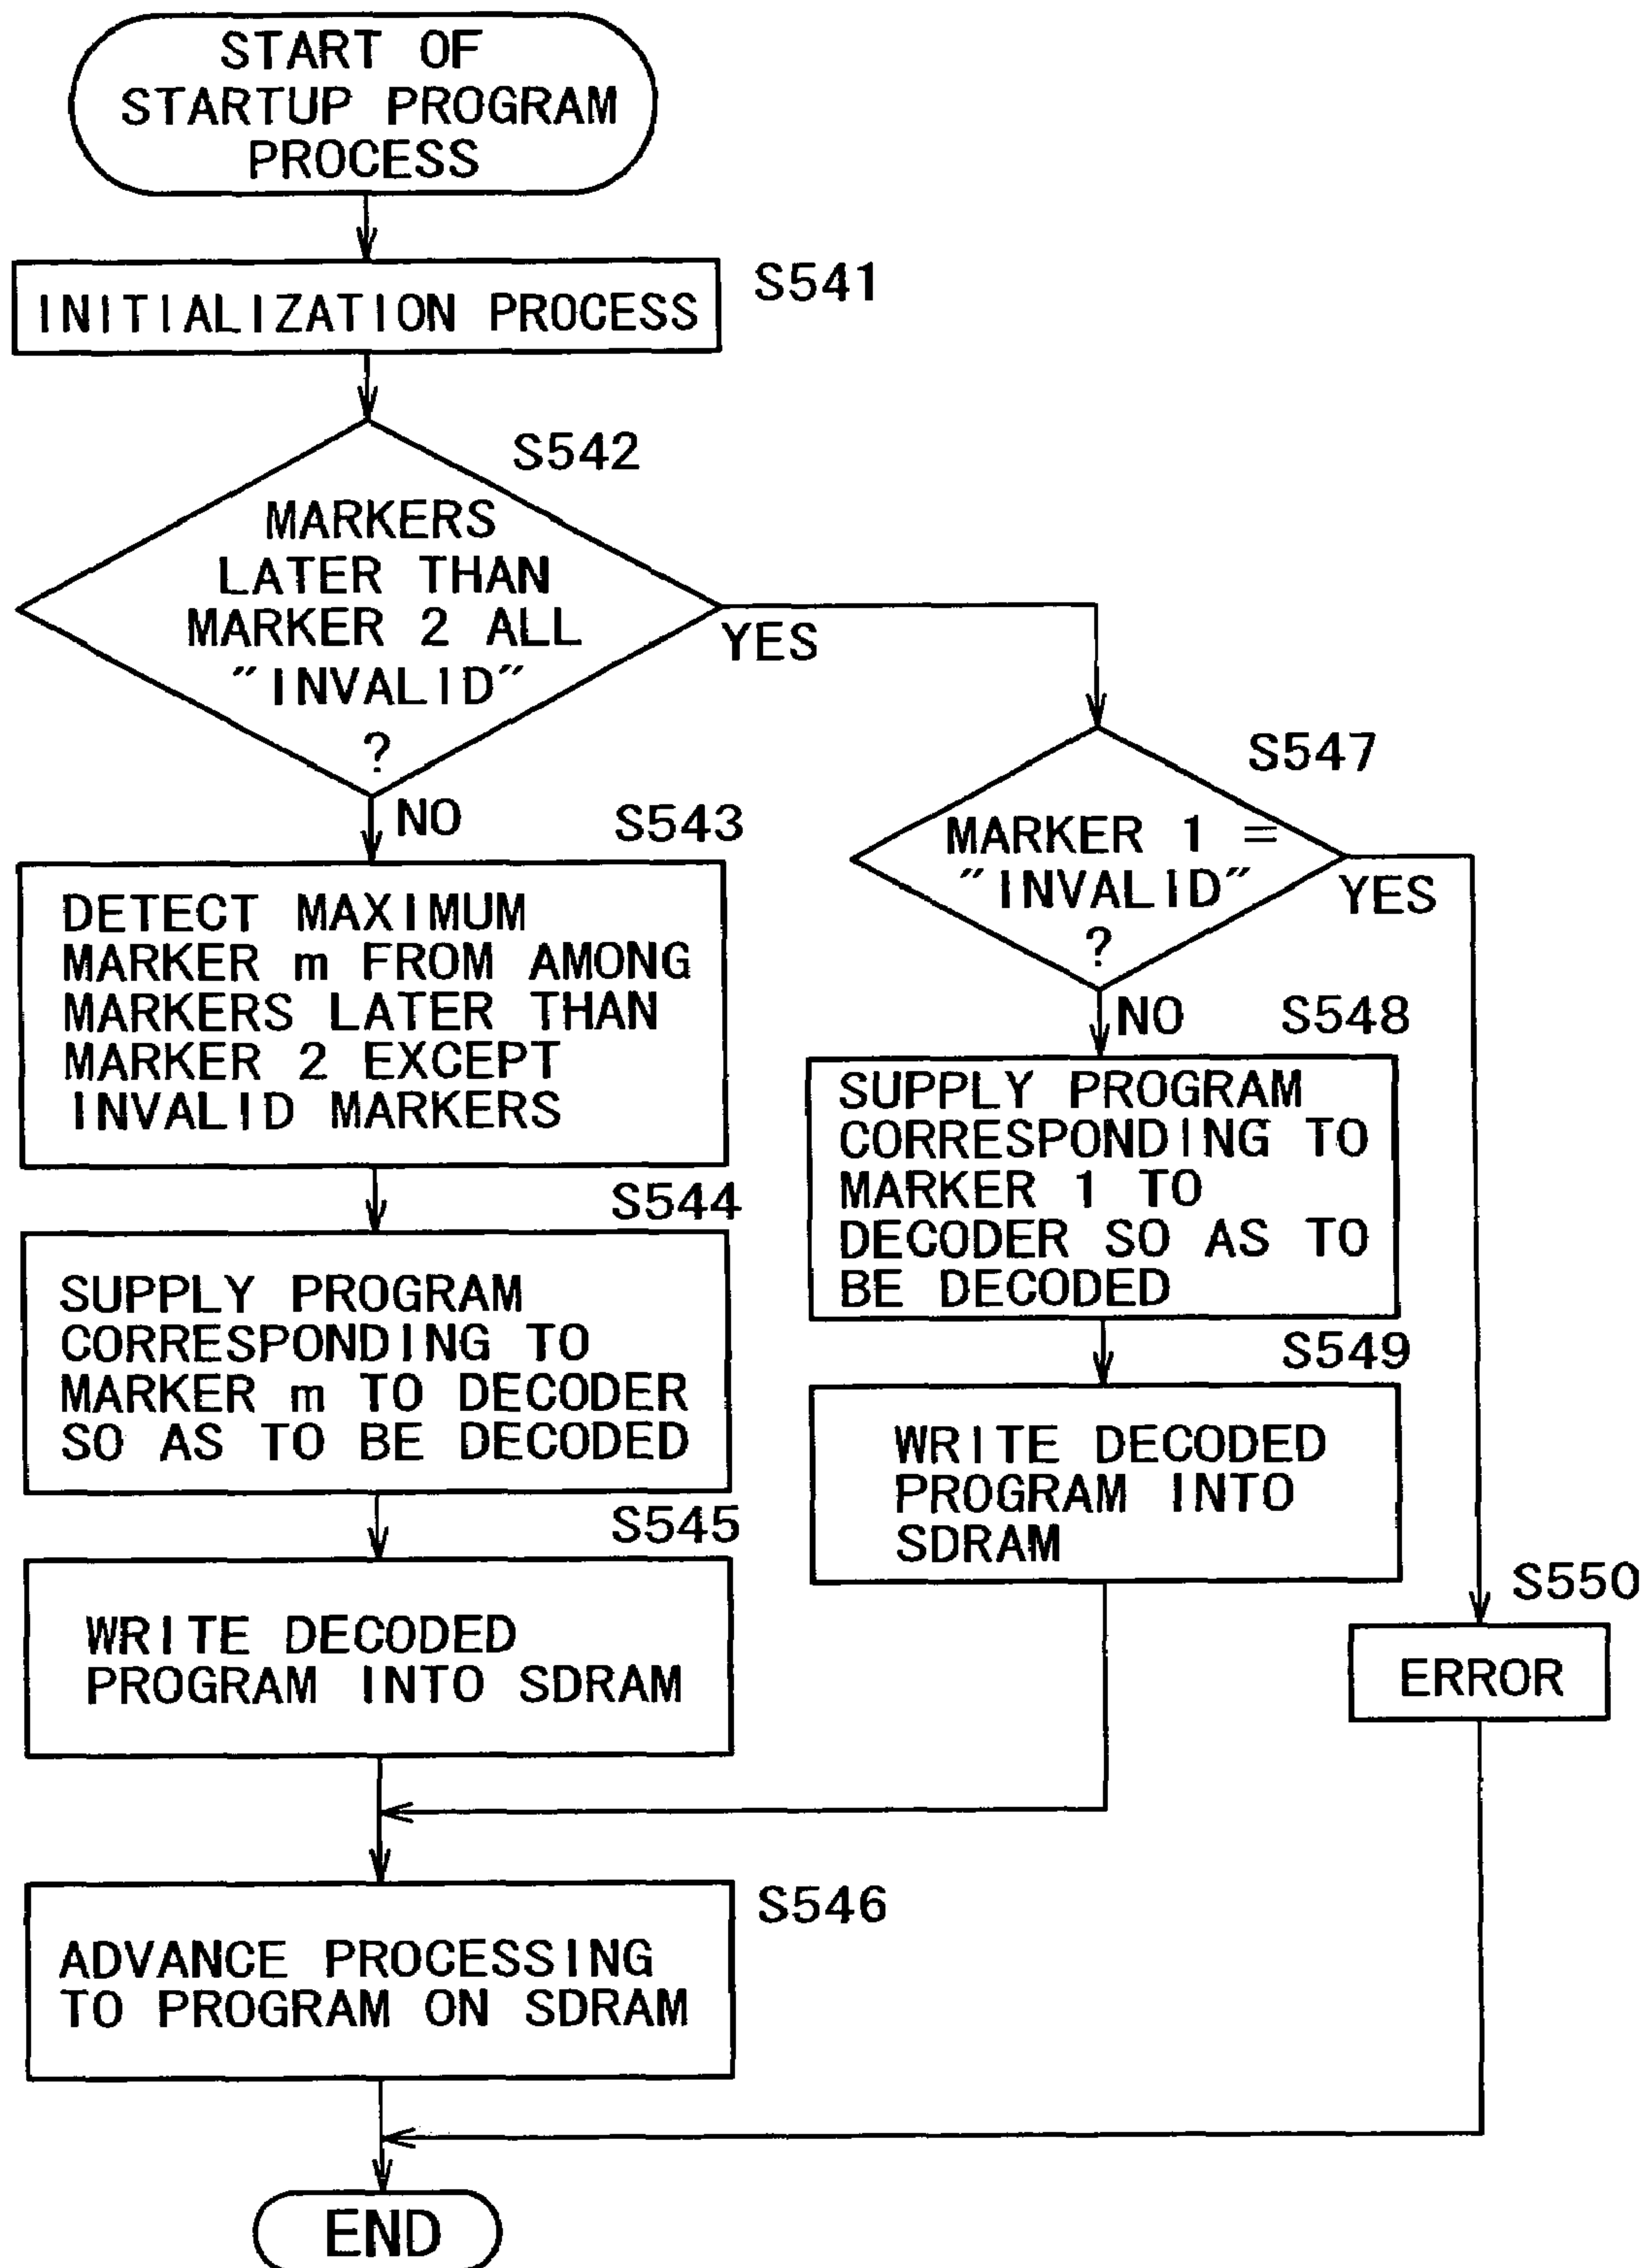 START OF
STARTUP PROGRAM
PROCESS
S541
INITIALIZATION PROCESS
S542
MARKERS
LATER THAN
MARKER 2 ALL
"INVALID"
?
YES
NO
S543
DETECT MAXIMUM
MARKER m FROM AMONG
MARKERS LATER THAN
MARKER 2 EXCEPT
INVALID MARKERS
S544
SUPPLY PROGRAM
CORRESPONDING TO
MARKER m TO DECODER
SO AS TO BE DECODED
S545
WRITE DECODED
PROGRAM INTO SDRAM
S546
ADVANCE PROCESSING
TO PROGRAM ON SDRAM
S547
MARKER 1 =
"INVALID"
?
YES
NO
S548
SUPPLY PROGRAM
CORRESPONDING TO
MARKER 1 TO
DECODER SO AS TO
BE DECODED
S549
WRITE DECODED
PROGRAM INTO
SDRAM
S550
ERROR
END